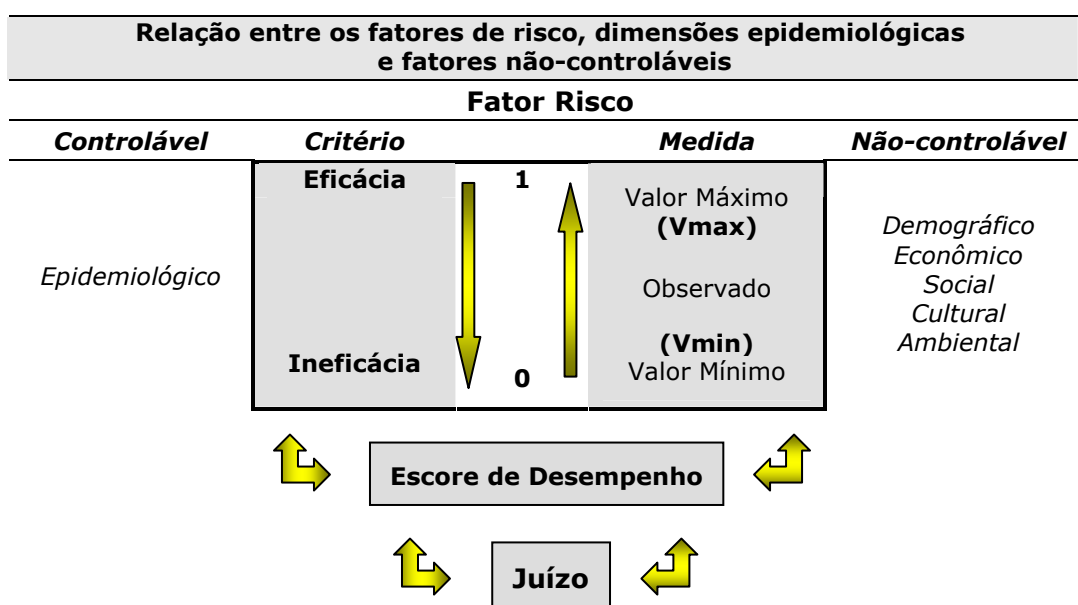 Relação entre os fatores de risco, dimensões epidemiológicas
e fatores não-controláveis
Fator Risco
Controlável Critério Medida Não-controlável
Epidemiológico
Eficácia
Ineficácia
1
0
Valor Máximo
(Vmax)
Observado
(Vmin)
Valor Mínimo
Demográfico
Econômico
Social
Cultural
Ambiental
Escore de Desempenho
Juízo